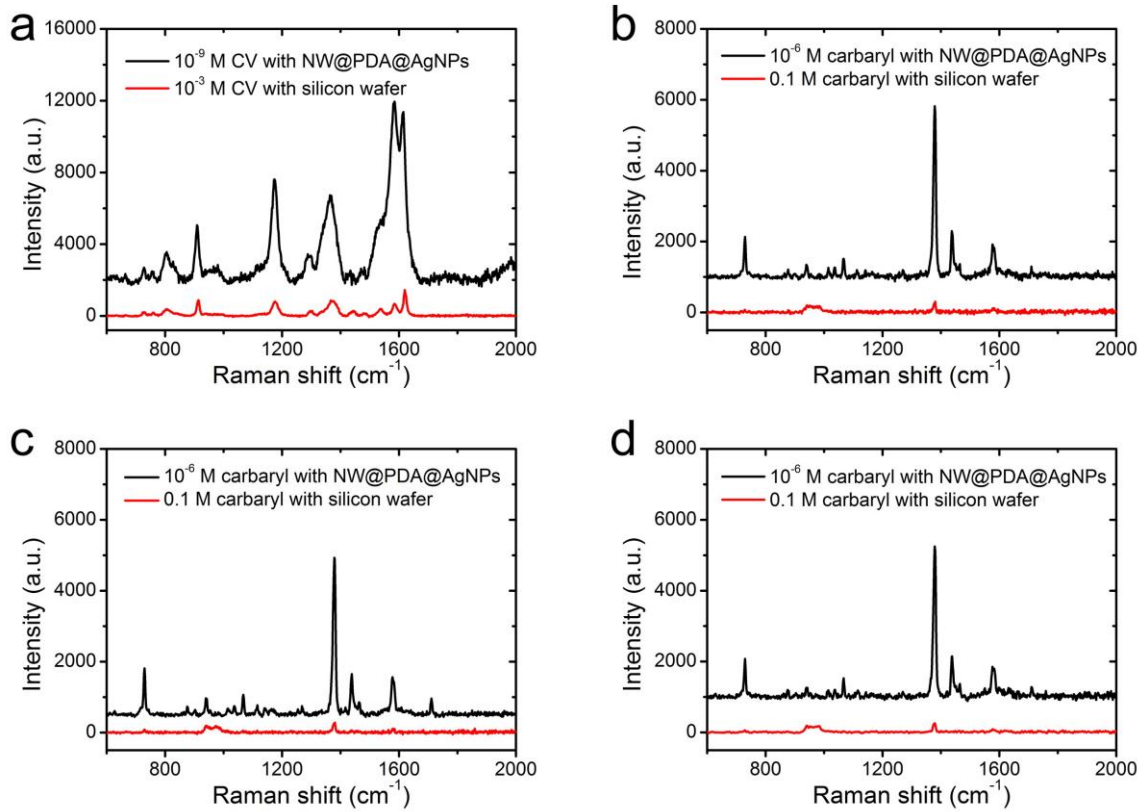 a
16000
12000
8000
4000
0
Intensity (a.u.)
10⁻⁹ M CV with NW@PDA@AgNPs
10⁻³ M CV with silicon wafer
800 1200 1600 2000
Raman shift (cm⁻¹)
b
8000
6000
4000
2000
0
Intensity (a.u.)
10⁻⁶ M carbaryl with NW@PDA@AgNPs
0.1 M carbaryl with silicon wafer
800 1200 1600 2000
Raman shift (cm⁻¹)
c
8000
6000
4000
2000
0
Intensity (a.u.)
10⁻⁶ M carbaryl with NW@PDA@AgNPs
0.1 M carbaryl with silicon wafer
800 1200 1600 2000
Raman shift (cm⁻¹)
d
8000
6000
4000
2000
0
Intensity (a.u.)
10⁻⁶ M carbaryl with NW@PDA@AgNPs
0.1 M carbaryl with silicon wafer
800 1200 1600 2000
Raman shift (cm⁻¹)